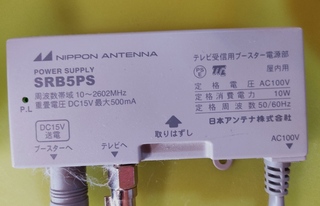 NIPPON ANTENNA
POWER SUPPLY
SRB5PS
周波数帯域 10～2602MHz
重畳電圧 DC15V 最大500mA
P.L
DC15V
送電
ブースターへ
テレビへ
取りはずし
テレビ受信用ブースター電源部
屋内用
定格電圧 AC100V
定格消費電力 10W
定格周波数 50/60Hz
日本アンテナ株式会社
AC100V